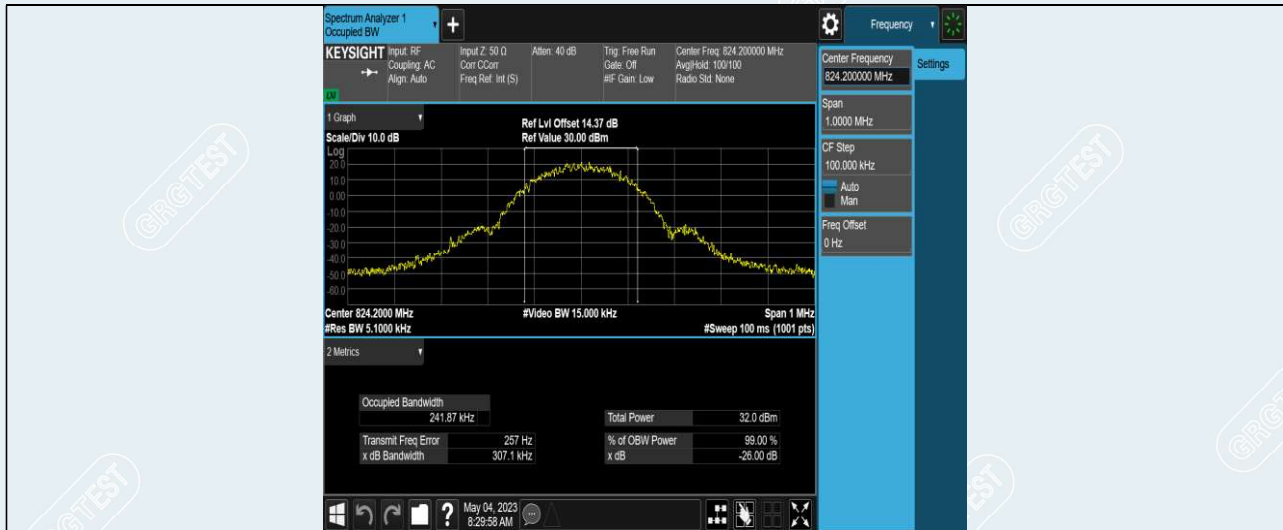 Spectrum Analyzer 1
Occupied BW
+
Frequency
KEYSIGHT
Input: RF
Coupling: AC
Align: Auto
Input Z: 50 Ω
Corr CCorr
Freq Ref: Int (S)
Atten: 40 dB
Trig: Free Run
Gate: Off
#IF Gain: Low
Center Freq: 824.200000 MHz
Avg|Hold: 100/100
Radio Std: None
Center Frequency
824.200000 MHz
Settings
Span
1.0000 MHz
CF Step
100.000 kHz
Auto
Man
Freq Offset
0 Hz
1 Graph
Scale/Div 10.0 dB
Ref Lvl Offset 14.37 dB
Ref Value 30.00 dBm
Log
20.0
10.0
0.00
-10.0
-20.0
-30.0
-40.0
-50.0
-60.0
Center 824.2000 MHz
#Video BW 15.000 kHz
Span 1 MHz
#Res BW 5.1000 kHz
#Sweep 100 ms (1001 pts)
2 Metrics
Occupied Bandwidth
241.87 kHz
Total Power 32.0 dBm
Transmit Freq Error 257 Hz
% of OBW Power 99.00 %
x dB Bandwidth 307.1 kHz
x dB -26.00 dB
?
May 04, 2023
8:29:58 AM
GRGTEST
GRGTEST
GRGTEST
GRGTEST